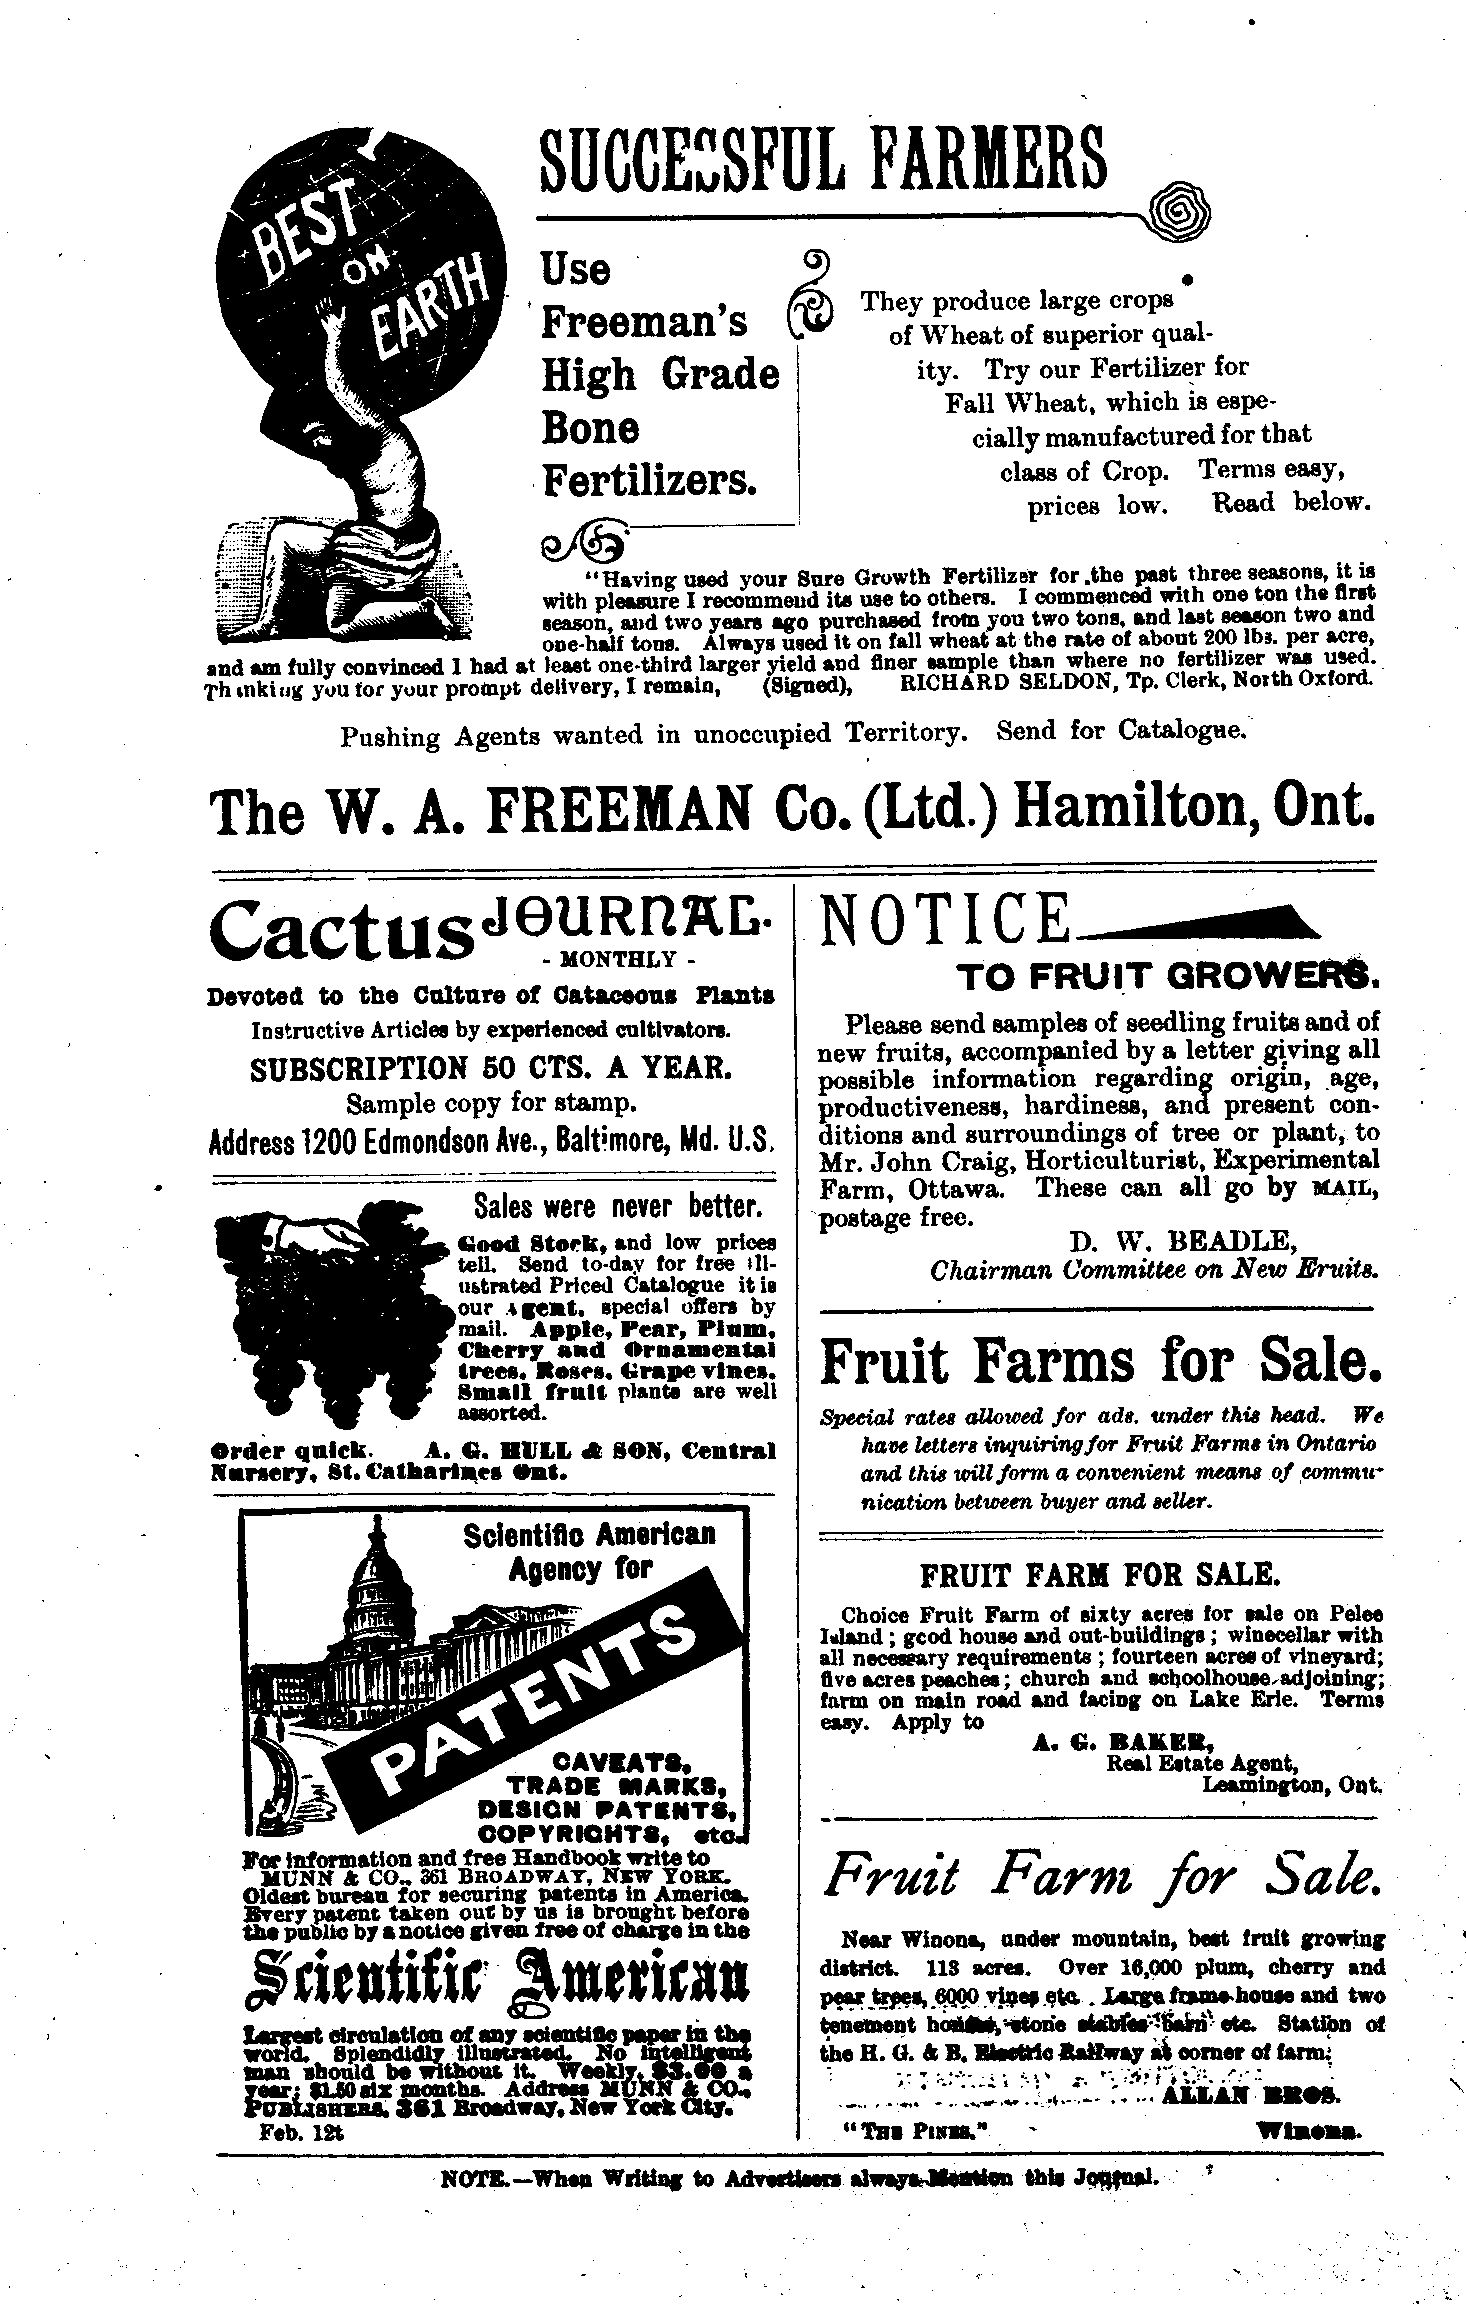 BEST
ON
EARTH
SUCCESSFUL FARMERS
Use
Freeman's
High Grade
Bone
Fertilizers.
They produce large crops
of Wheat of superior qual-
ity. Try our Fertilizer for
Fall Wheat, which is espe-
cially manufactured for that
class of Crop. Terms easy,
prices low. Read below.
"Having used your Sure Growth Fertilizer for the past three seasons, it is
with pleasure I recommend its use to others. I commenced with one ton the first
season, and two years ago purchased from you two tons, and last season two and
one-half tons. Always used it on fall wheat at the rate of about 200 lbs. per acre,
and am fully convinced I had at least one-third larger yield and finer sample than where no fertilizer was used.
Thanking you for your prompt delivery, I remain, (Signed), RICHARD SELDON, Tp. Clerk, North Oxford.
Pushing Agents wanted in unoccupied Territory. Send for Catalogue.
The W. A. FREEMAN Co. (Ltd.) Hamilton, Ont.
Cactus JOURNAL.
- MONTHLY -
Devoted to the Culture of Cataceous Plants
Instructive Articles by experienced cultivators.
SUBSCRIPTION 50 CTS. A YEAR.
Sample copy for stamp.
Address 1200 Edmondson Ave., Baltimore, Md. U.S.
Sales were never better.
Good Stock, and low prices
tell. Send to-day for free ill-
ustrated Priced Catalogue it is
our Agent, special offers by
mail. Apple, Pear, Plum,
Cherry and Ornamental
trees. Roses. Grape vines.
Small fruit plants are well
assorted.
Order quick. A. G. HULL & SON, Central
Nursery, St. Catharines Ont.
Scientific American
Agency for
PATENTS
CAVEATS,
TRADE MARKS,
DESIGN PATENTS,
COPYRIGHTS, etc.
For information and free Handbook write to
MUNN & CO., 361 BROADWAY, NEW YORK.
Oldest bureau for securing patents in America.
Every patent taken out by us is brought before
the public by a notice given free of charge in the
Scientific American
Largest circulation of any scientific paper in the
world. Splendidly illustrated. No intelligent
man should be without it. Weekly, $3.00 a
year; $1.50 six months. Address MUNN & CO.,
PUBLISHERS, 361 Broadway, New York City.
Feb. 12t
NOTICE
TO FRUIT GROWERS.
Please send samples of seedling fruits and of
new fruits, accompanied by a letter giving all
possible information regarding origin, age,
productiveness, hardiness, and present con-
ditions and surroundings of tree or plant, to
Mr. John Craig, Horticulturist, Experimental
Farm, Ottawa. These can all go by MAIL,
postage free.
D. W. BEADLE,
Chairman Committee on New Fruits.
Fruit Farms for Sale.
Special rates allowed for ads. under this head. We
have letters inquiring for Fruit Farms in Ontario
and this will form a convenient means of commu-
nication between buyer and seller.
FRUIT FARM FOR SALE.
Choice Fruit Farm of sixty acres for sale on Pelee
Island; good house and out-buildings; winecellar with
all necessary requirements; fourteen acres of vineyard;
five acres peaches; church and schoolhouse adjoining;
farm on main road and facing on Lake Erie. Terms
easy. Apply to
A. G. BAKER,
Real Estate Agent,
Leamington, Ont.
Fruit Farm for Sale.
Near Winona, under mountain, best fruit growing
district. 113 acres. Over 16,000 plum, cherry and
pear trees, 6000 vines etc. Large frame house and two
tenement houses, stone stables barn etc. Station of
the H. G. & B. Electric Railway at corner of farm;
ALLAN BROS.
"THE PINES." Winona.
NOTE.—When Writing to Advertisers always Mention this Journal.